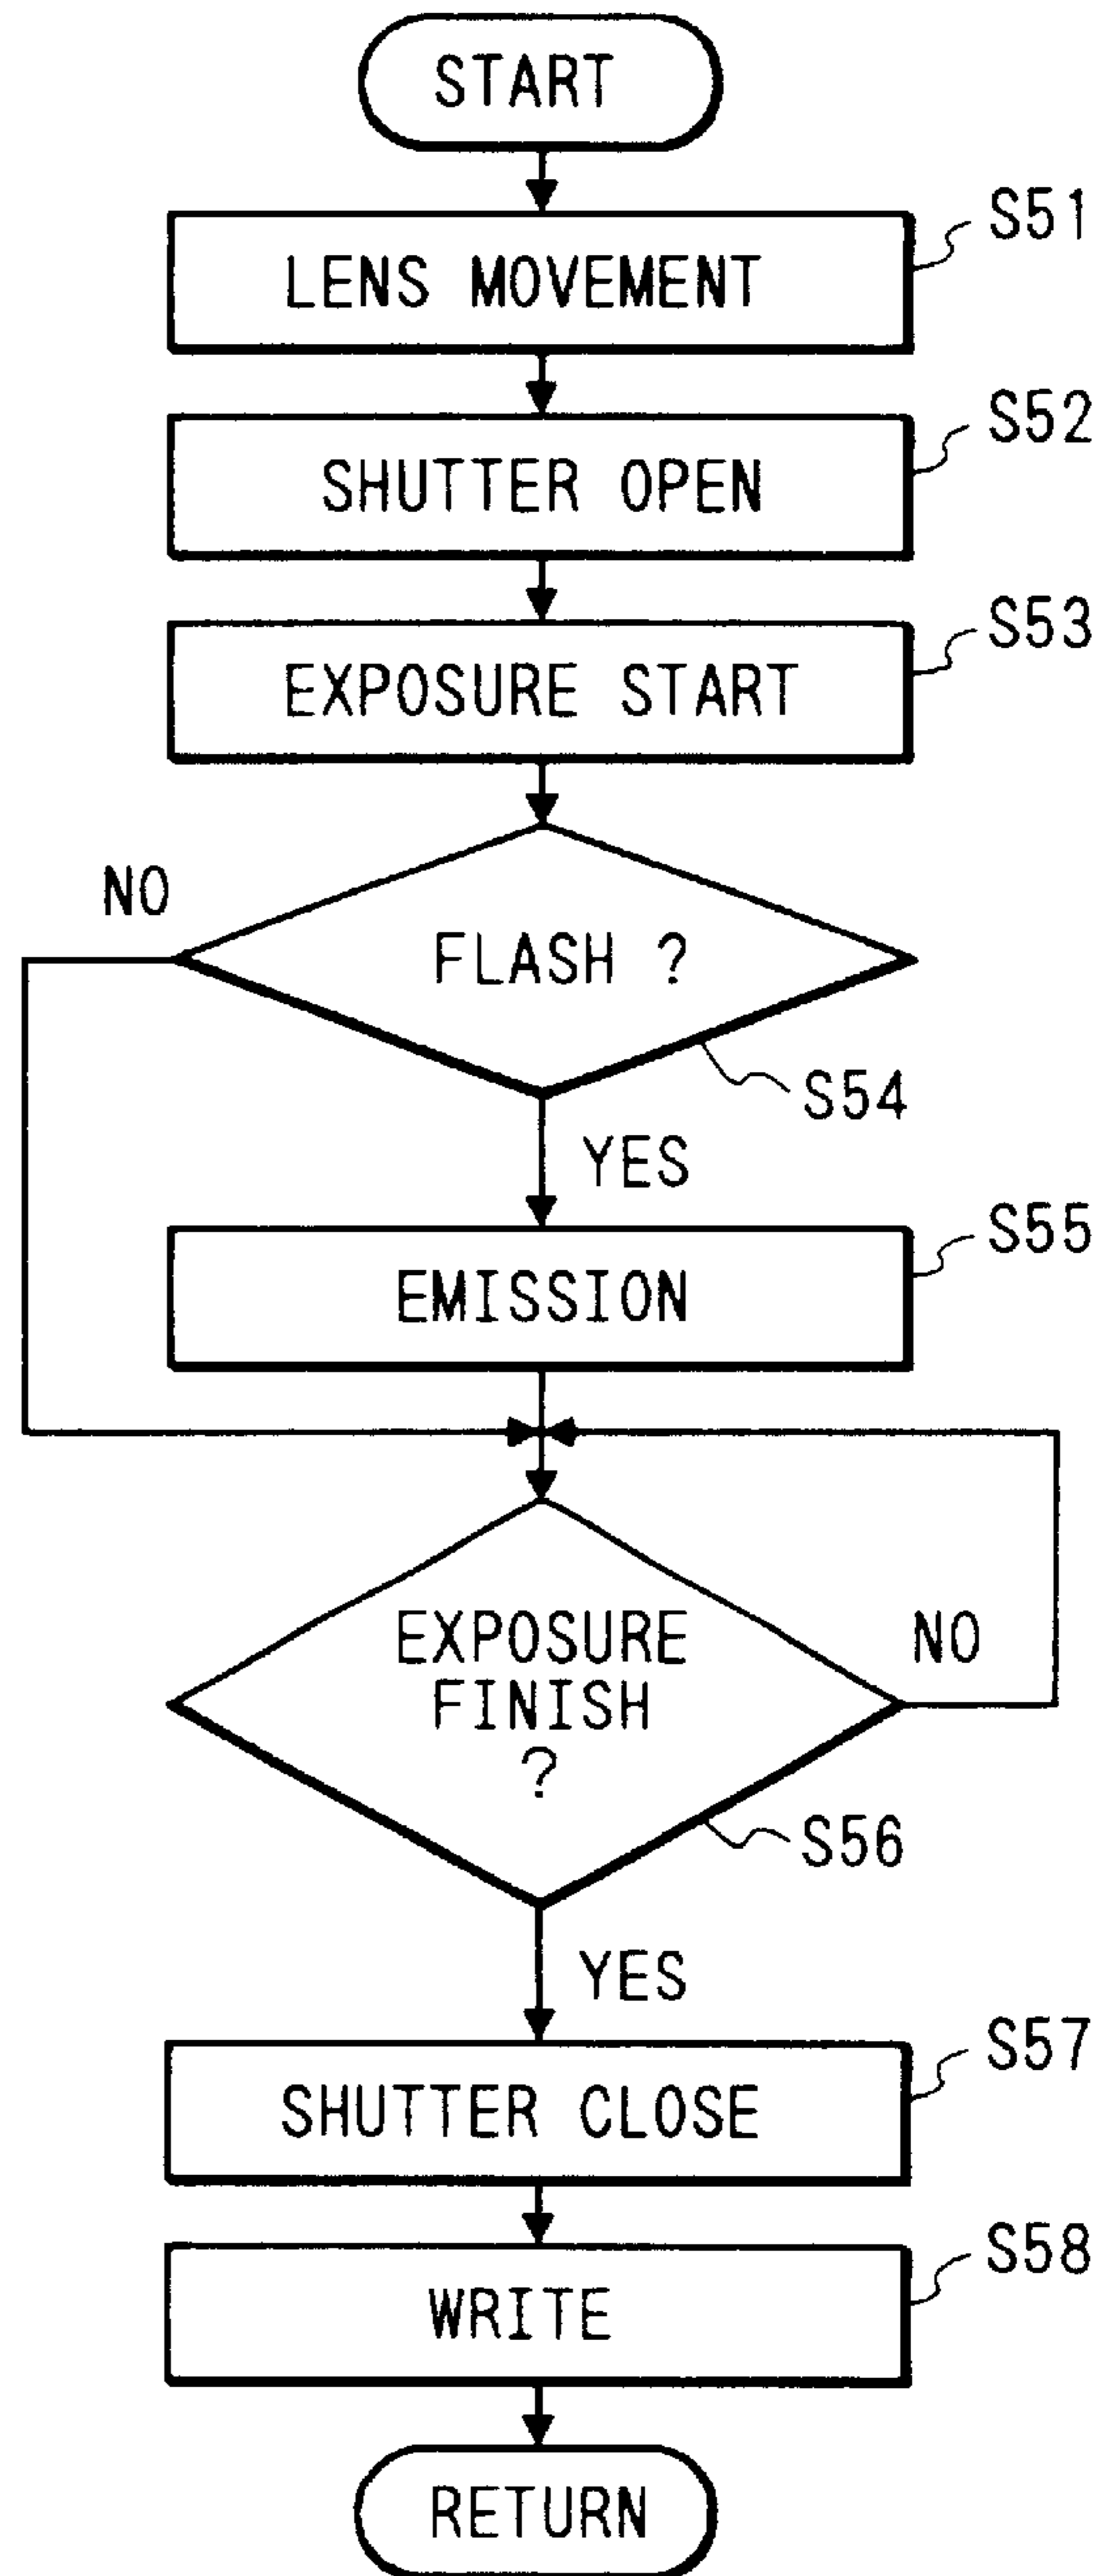 START
S51
LENS MOVEMENT
S52
SHUTTER OPEN
S53
EXPOSURE START
NO
FLASH ?
S54
YES
S55
EMISSION
EXPOSURE
FINISH
?
NO
S56
YES
S57
SHUTTER CLOSE
S58
WRITE
RETURN